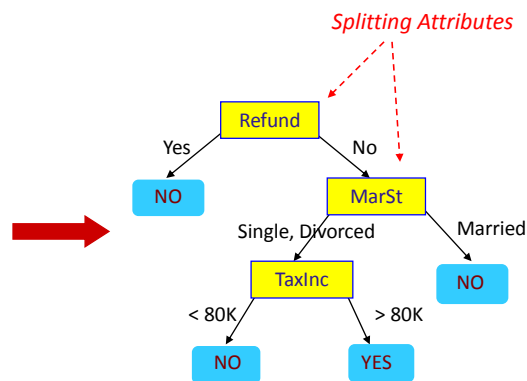 Splitting Attributes
Refund
Yes
No
NO
MarSt
Single, Divorced
Married
TaxInc
NO
< 80K
> 80K
NO
YES